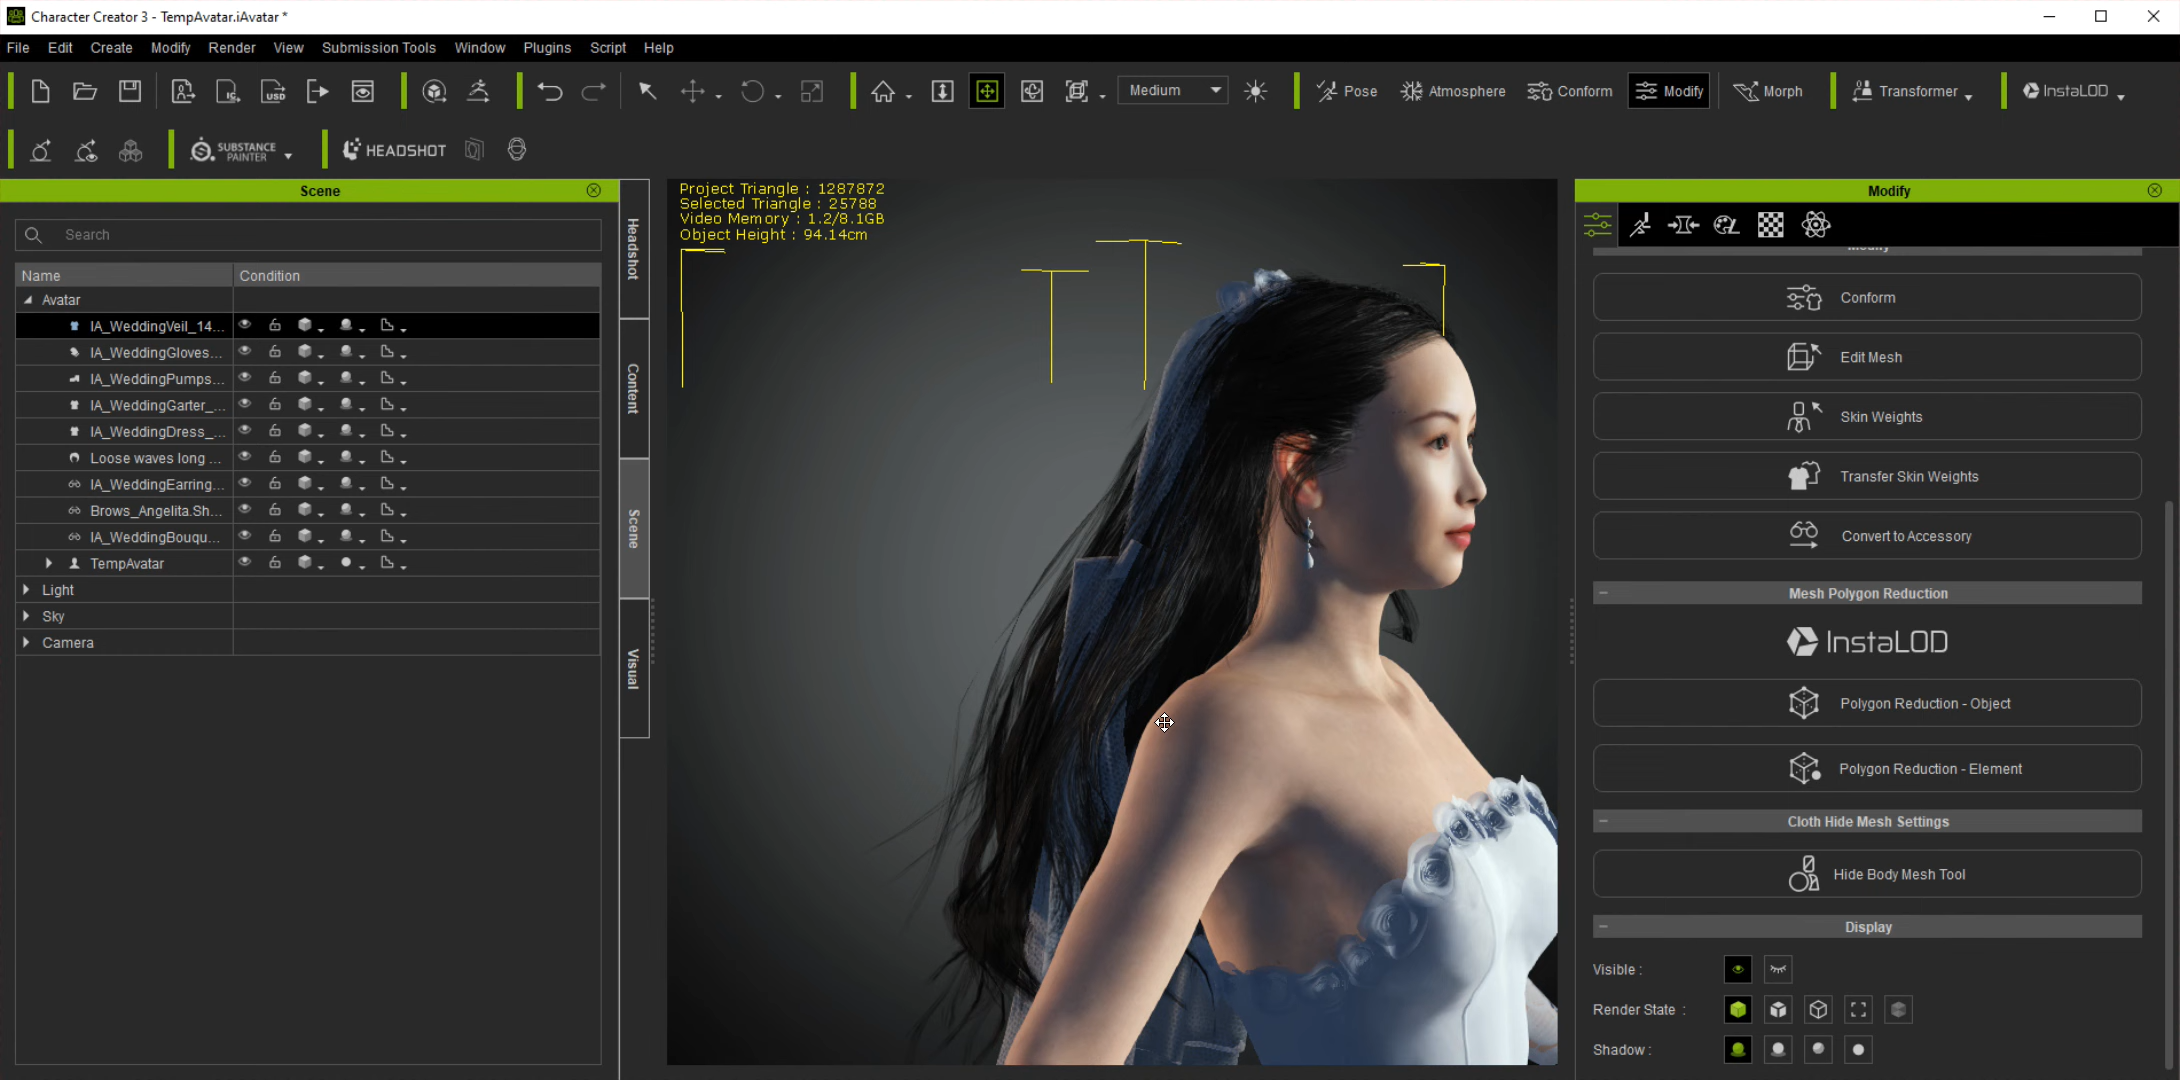 Character Creator 3 - TempAvatar.iAvatar *
File Edit Create Modify Render View Submission Tools Window Plugins Script Help
Medium Pose Atmosphere Conform Modify Morph Transformer InstaLOD
SUBSTANCE PAINTER HEADSHOT
Scene
Search
Name Condition
Avatar
IA_WeddingVeil_14...
IA_WeddingGloves...
IA_WeddingPumps...
IA_WeddingGarter_...
IA_WeddingDress_...
Loose waves long ...
IA_WeddingEarring...
Brows_Angelita.Sh...
IA_WeddingBouqu...
TempAvatar
Light
Sky
Camera
Headshot
Content
Scene
Visual
Project Triangle : 1287872
Selected Triangle : 25788
Video Memory : 1.2/8.1GB
Object Height : 94.14cm
Modify
Modify
Conform
Edit Mesh
Skin Weights
Transfer Skin Weights
Convert to Accessory
Mesh Polygon Reduction
InstaLOD
Polygon Reduction - Object
Polygon Reduction - Element
Cloth Hide Mesh Settings
Hide Body Mesh Tool
Display
Visible :
Render State :
Shadow :